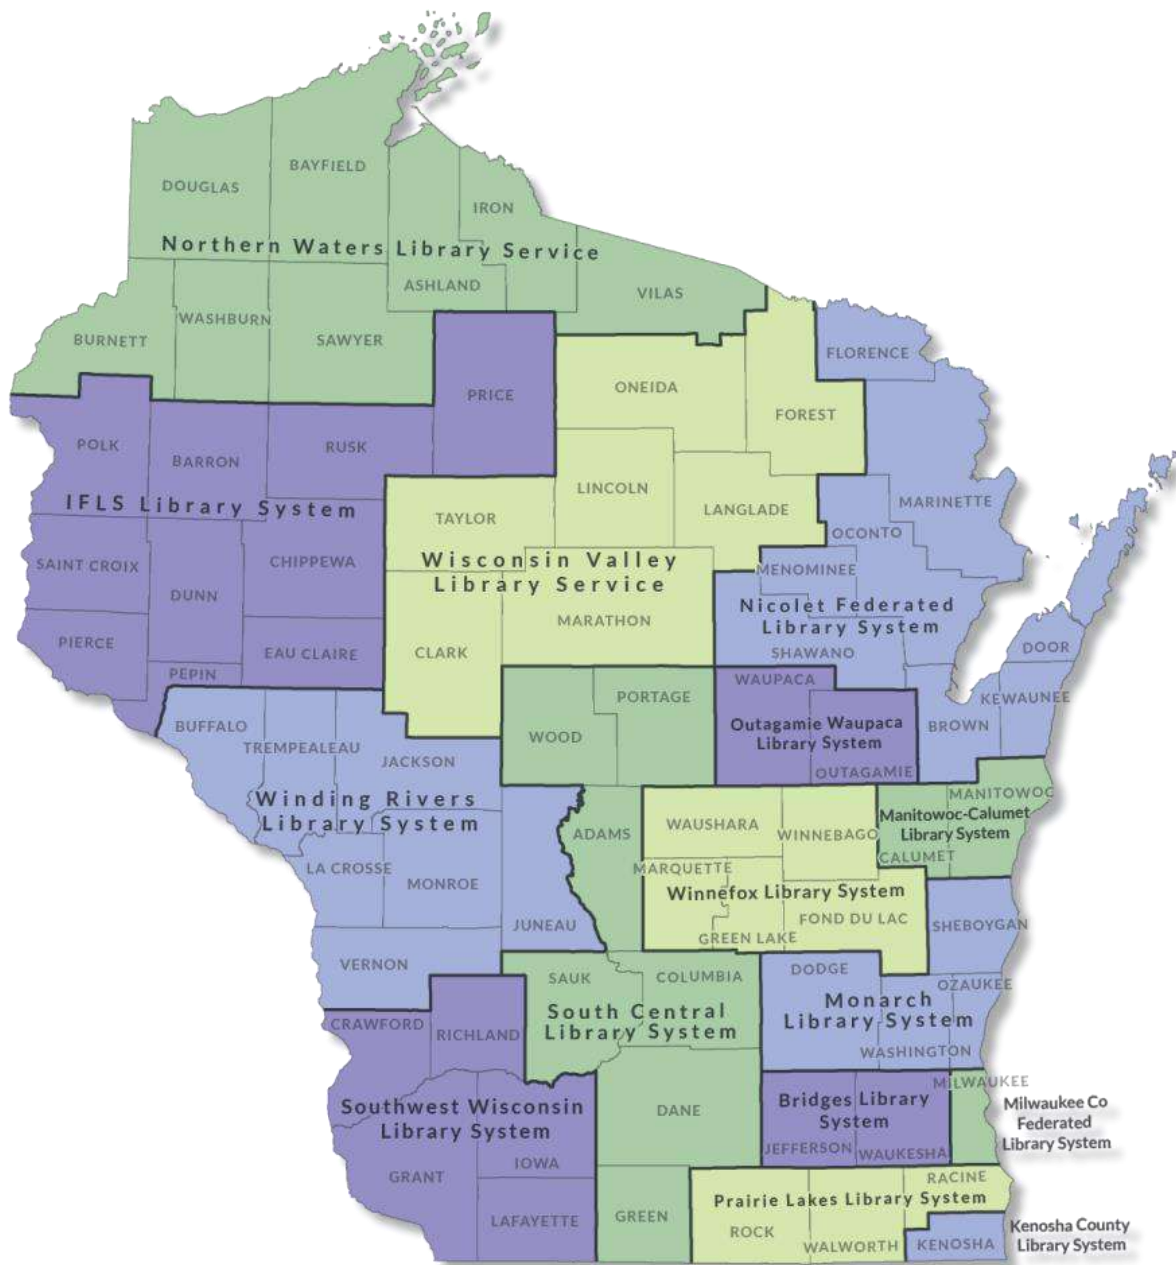 BAYFIELD
DOUGLAS
IRON
Northern Waters Library Service
ASHLAND
VILAS
WASHBURN
BURNETT
SAWYER
FLORENCE
ONEIDA
PRICE
FOREST
POLK
RUSK
BARRON
LINCOLN
MARINETTE
IFLS Library System
LANGLADE
TAYLOR
OCONTO
Wisconsin Valley
Library Service
CHIPPEWA
SAINT CROIX
MENOMINEE
DUNN
Nicolet Federated
Library System
MARATHON
PIERCE
DOOR
EAU CLAIRE
CLARK
SHAWANO
PEPIN
WAUPACA
PORTAGE
KEWAUNEE
BUFFALO
BROWN
Outagamie Waupaca
Library System
WOOD
TREMPEALEAU
JACKSON
OUTAGAMIE
MANITOWOC
Winding Rivers
Library System
Manitowoc-Calumet
Library System
WAUSHARA
ADAMS
WINNEBAGO
CALUMET
LA CROSSE
MARQUETTE
MONROE
Winnefox Library System
FOND DU LAC
JUNEAU
SHEBOYGAN
GREEN LAKE
VERNON
DODGE
SAUK
COLUMBIA
OZAUKEE
Monarch
Library System
South Central
Library System
CRAWFORD
RICHLAND
WASHINGTON
MILWAUKEE
Bridges Library
System
Milwaukee Co
Federated
Library System
Southwest Wisconsin
Library System
DANE
JEFFERSON
WAUKESHA
IOWA
GRANT
RACINE
Prairie Lakes Library System
GREEN
LAFAYETTE
ROCK
WALWORTH
KENOSHA
Kenosha County
Library System